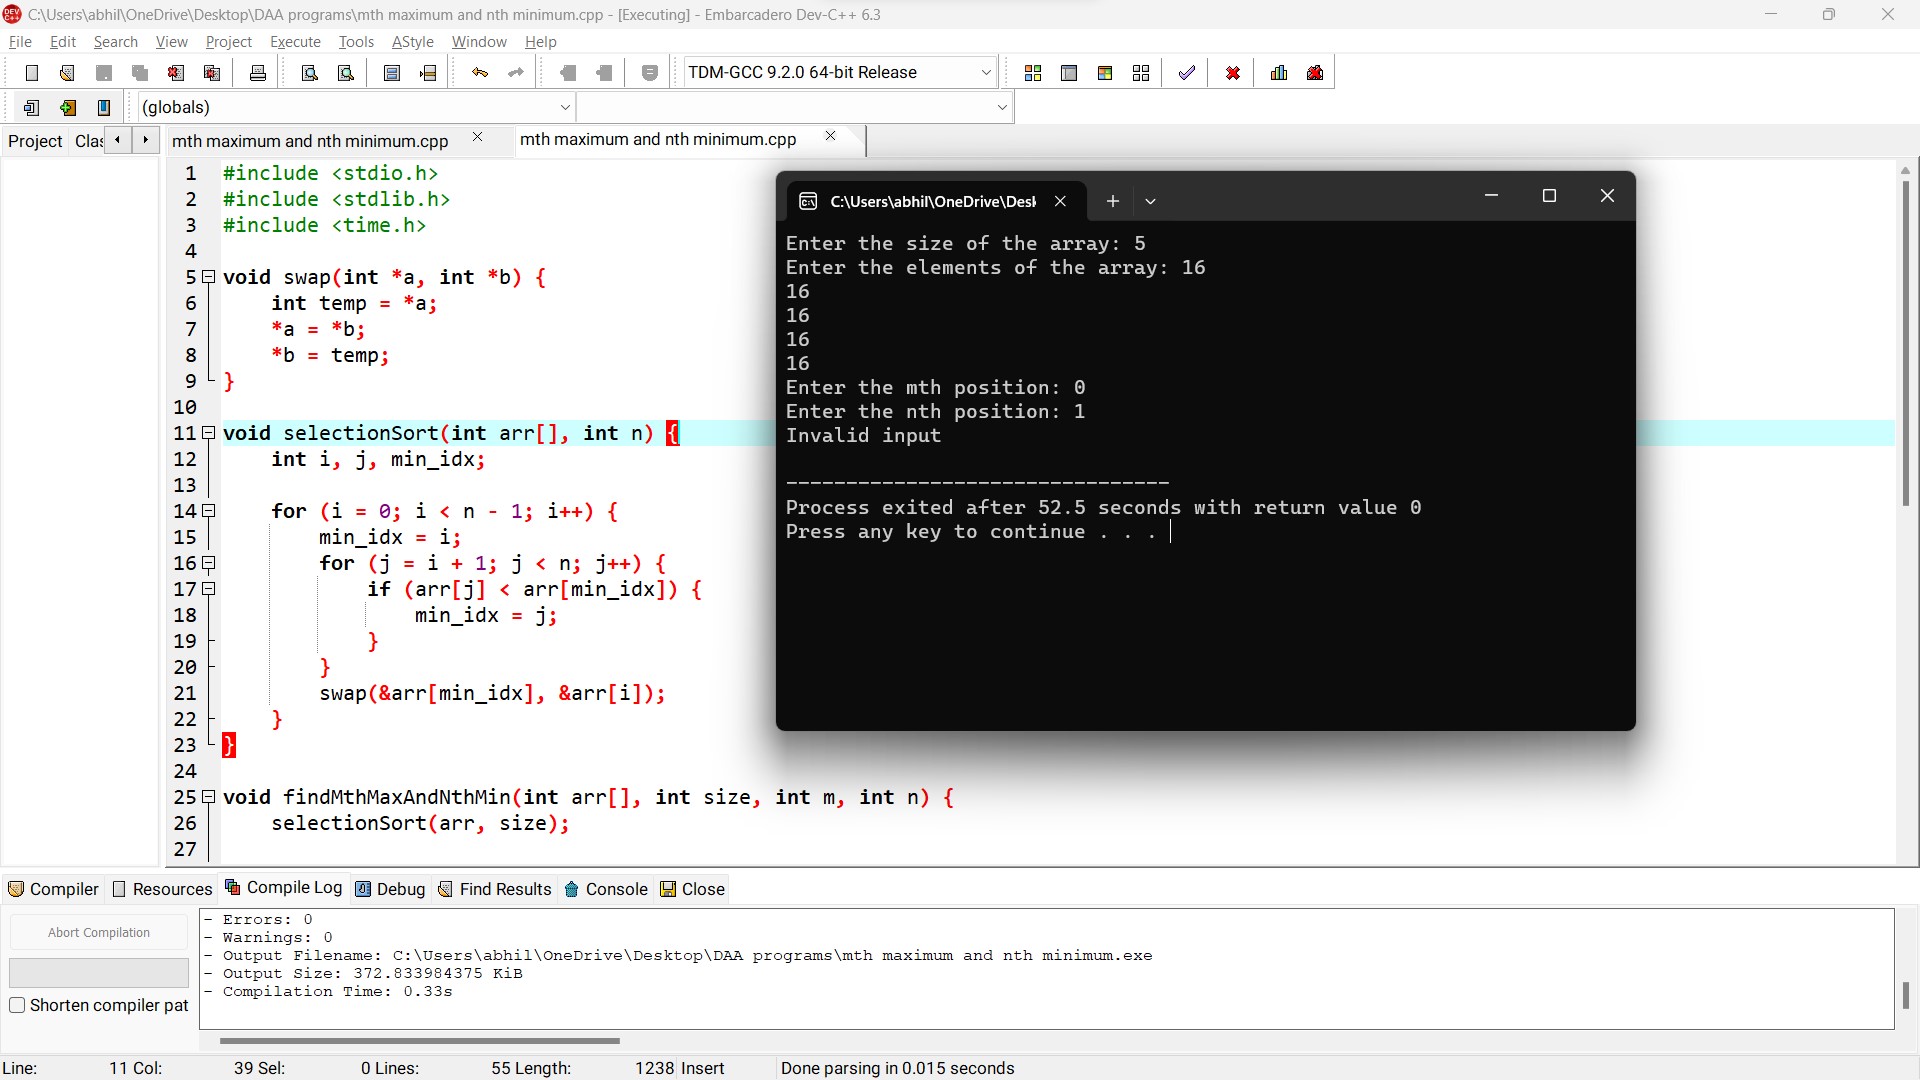 C:\Users\abhil\OneDrive\Desktop\DAA programs\mth maximum and nth minimum.cpp - [Executing] - Embarcadero Dev-C++ 6.3
File Edit Search View Project Execute Tools AStyle Window Help
TDM-GCC 9.2.0 64-bit Release
(globals)
Project Clas mth maximum and nth minimum.cpp mth maximum and nth minimum.cpp
1 #include <stdio.h>
2 #include <stdlib.h>
3 #include <time.h>
4
5 void swap(int *a, int *b) {
6 int temp = *a;
7 *a = *b;
8 *b = temp;
9 }
10
11 void selectionSort(int arr[], int n) {
12 int i, j, min_idx;
13
14 for (i = 0; i < n - 1; i++) {
15 min_idx = i;
16 for (j = i + 1; j < n; j++) {
17 if (arr[j] < arr[min_idx]) {
18 min_idx = j;
19 }
20 }
21 swap(&arr[min_idx], &arr[i]);
22 }
23 }
24
25 void findMthMaxAndNthMin(int arr[], int size, int m, int n) {
26 selectionSort(arr, size);
27
C:\Users\abhil\OneDrive\Desk
Enter the size of the array: 5
Enter the elements of the array: 16
16
16
16
16
Enter the mth position: 0
Enter the nth position: 1
Invalid input
--------------------------------
Process exited after 52.5 seconds with return value 0
Press any key to continue . . .
Compiler Resources Compile Log Debug Find Results Console Close
Abort Compilation
Shorten compiler pat
- Errors: 0
- Warnings: 0
- Output Filename: C:\Users\abhil\OneDrive\Desktop\DAA programs\mth maximum and nth minimum.exe
- Output Size: 372.833984375 KiB
- Compilation Time: 0.33s
Line: 11 Col: 39 Sel: 0 Lines: 55 Length: 1238 Insert Done parsing in 0.015 seconds